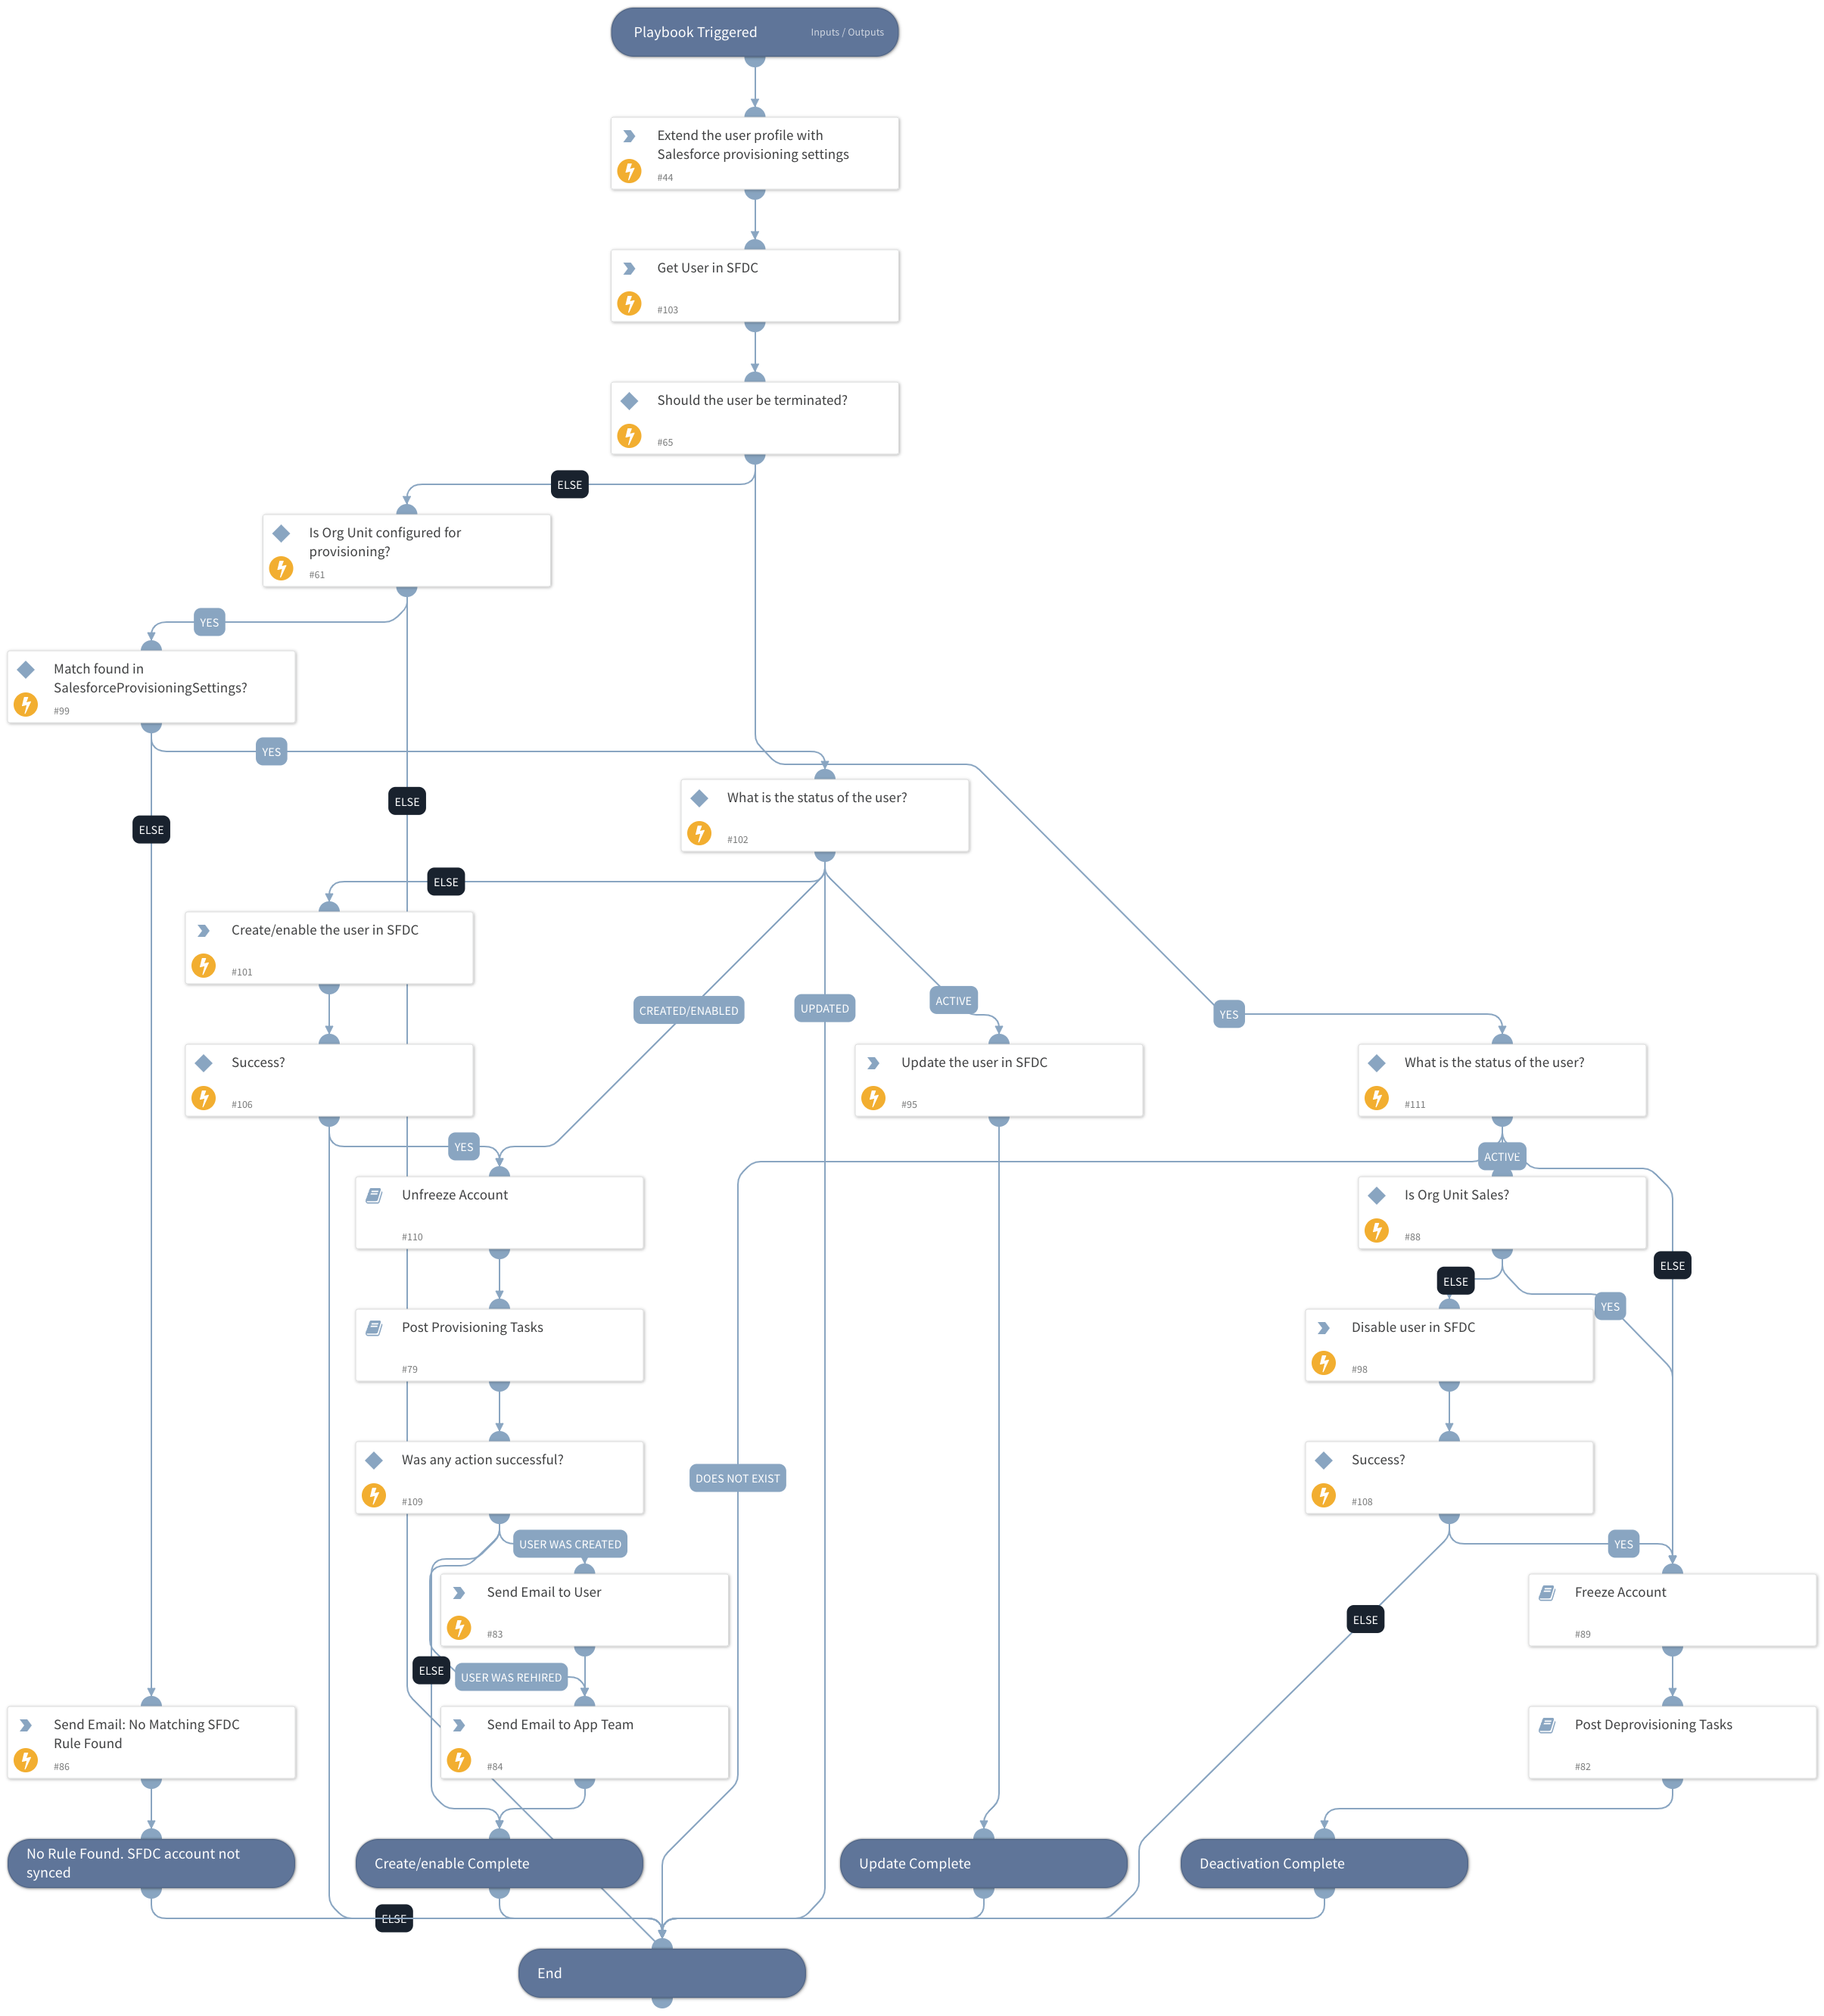 Playbook Triggered
Inputs / Outputs
Extend the user profile with
Salesforce provisioning settings
#44
Get User in SFDC
#103
Should the user be terminated?
#65
ELSE
Is Org Unit configured for
provisioning?
#61
YES
Match found in
SalesforceProvisioningSettings?
#99
YES
What is the status of the user?
#102
ELSE
ELSE
ELSE
Create/enable the user in SFDC
#101
CREATED/ENABLED
UPDATED
ACTIVE
YES
Success?
#106
Update the user in SFDC
#95
What is the status of the user?
#111
YES
ACTIVE
Unfreeze Account
#110
Is Org Unit Sales?
#88
ELSE
ELSE
YES
Post Provisioning Tasks
#79
Disable user in SFDC
#98
Was any action successful?
#109
DOES NOT EXIST
Success?
#108
USER WAS CREATED
YES
Send Email to User
#83
ELSE
Freeze Account
#89
ELSE
USER WAS REHIRED
Send Email: No Matching SFDC
Rule Found
#86
Send Email to App Team
#84
Post Deprovisioning Tasks
#82
No Rule Found. SFDC account not
synced
Create/enable Complete
Update Complete
Deactivation Complete
ELSE
End